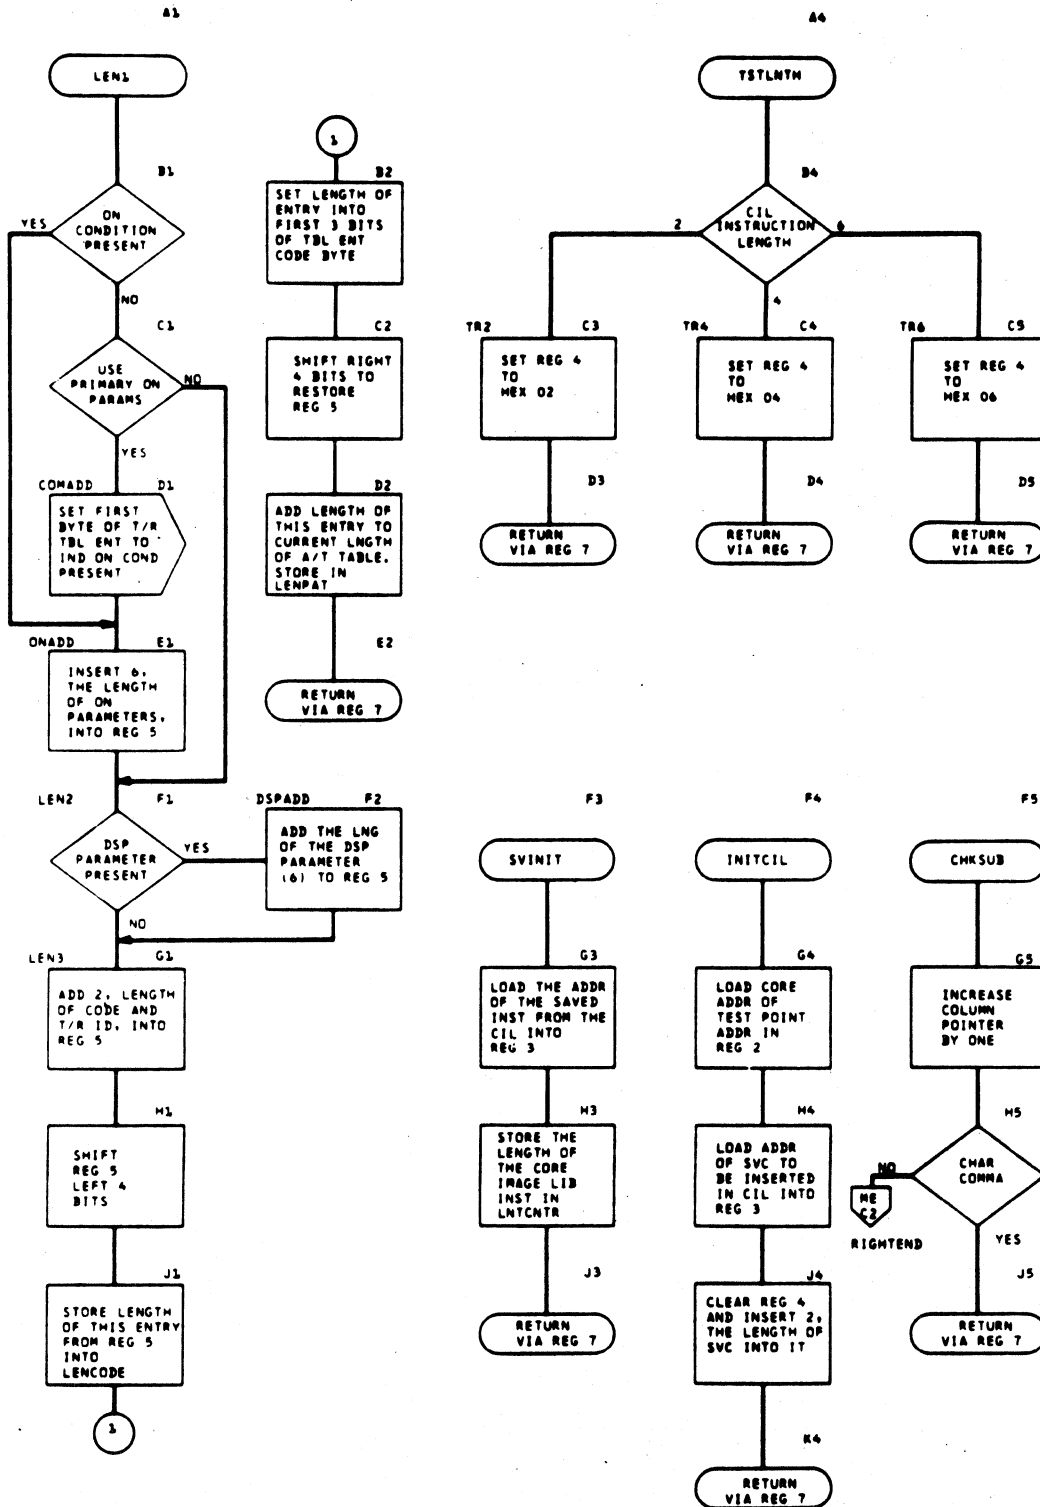 A1
LEN1
B1
ON
CONDITION
PRESENT
YES
NO
C1
USE
PRIMARY ON
PARAMS
NO
YES
COMADD
D1
SET FIRST
BYTE OF T/R
TBL ENT TO
IND ON COND
PRESENT
ONADD
E1
INSERT 6,
THE LENGTH
OF ON
PARAMETERS,
INTO REG 5
LEN2
F1
DSP
PARAMETER
PRESENT
YES
NO
DSPADD
F2
ADD THE LNG
OF THE DSP
PARAMETER
(6) TO REG 5
LEN3
G1
ADD 2, LENGTH
OF CODE AND
T/R ID, INTO
REG 5
H1
SHIFT
REG 5
LEFT 4
BITS
J1
STORE LENGTH
OF THIS ENTRY
FROM REG 5
INTO
LENCODE
1
1
B2
SET LENGTH OF
ENTRY INTO
FIRST 3 BITS
OF TBL ENT
CODE BYTE
C2
SHIFT RIGHT
4 BITS TO
RESTORE
REG 5
D2
ADD LENGTH OF
THIS ENTRY TO
CURRENT LNGTH
OF A/T TABLE.
STORE IN
LENPAT
E2
RETURN
VIA REG 7
A4
TSTLNTH
B4
CIL
INSTRUCTION
LENGTH
2
4
6
TR2
C3
SET REG 4
TO
HEX 02
D3
RETURN
VIA REG 7
TR4
C4
SET REG 4
TO
HEX 04
D4
RETURN
VIA REG 7
TR6
C5
SET REG 4
TO
HEX 06
D5
RETURN
VIA REG 7
F3
SVINIT
G3
LOAD THE ADDR
OF THE SAVED
INST FROM THE
CIL INTO
REG 3
H3
STORE THE
LENGTH OF
THE CORE
IMAGE LIB
INST IN
LNTCNTR
J3
RETURN
VIA REG 7
F4
INITCIL
G4
LOAD CORE
ADDR OF
TEST POINT
ADDR IN
REG 2
H4
LOAD ADDR
OF SVC TO
BE INSERTED
IN CIL INTO
REG 3
J4
CLEAR REG 4
AND INSERT 2,
THE LENGTH OF
SVC INTO IT
K4
RETURN
VIA REG 7
F5
CHKSUB
G5
INCREASE
COLUMN
POINTER
BY ONE
H5
CHAR
COMMA
NO
ME
C2
RIGHTEND
YES
J5
RETURN
VIA REG 7